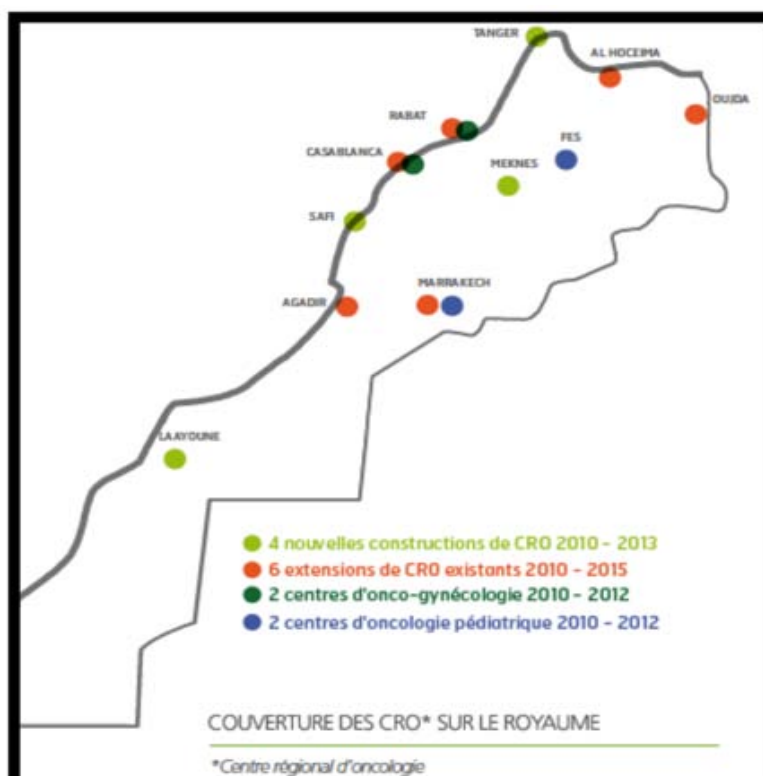 TANGER
AL HOCEIMA
OUJDA
RABAT
FES
CASABLANCA
MEKNES
SAFI
MARRAKECH
AGADIR
LAAYOUNE
4 nouvelles constructions de CRO 2010 - 2013
6 extensions de CRO existants 2010 - 2015
2 centres d'onco-gynécologie 2010 - 2012
2 centres d'oncologie pédiatrique 2010 - 2012
COUVERTURE DES CRO* SUR LE ROYAUME
*Centre régional d'oncologie